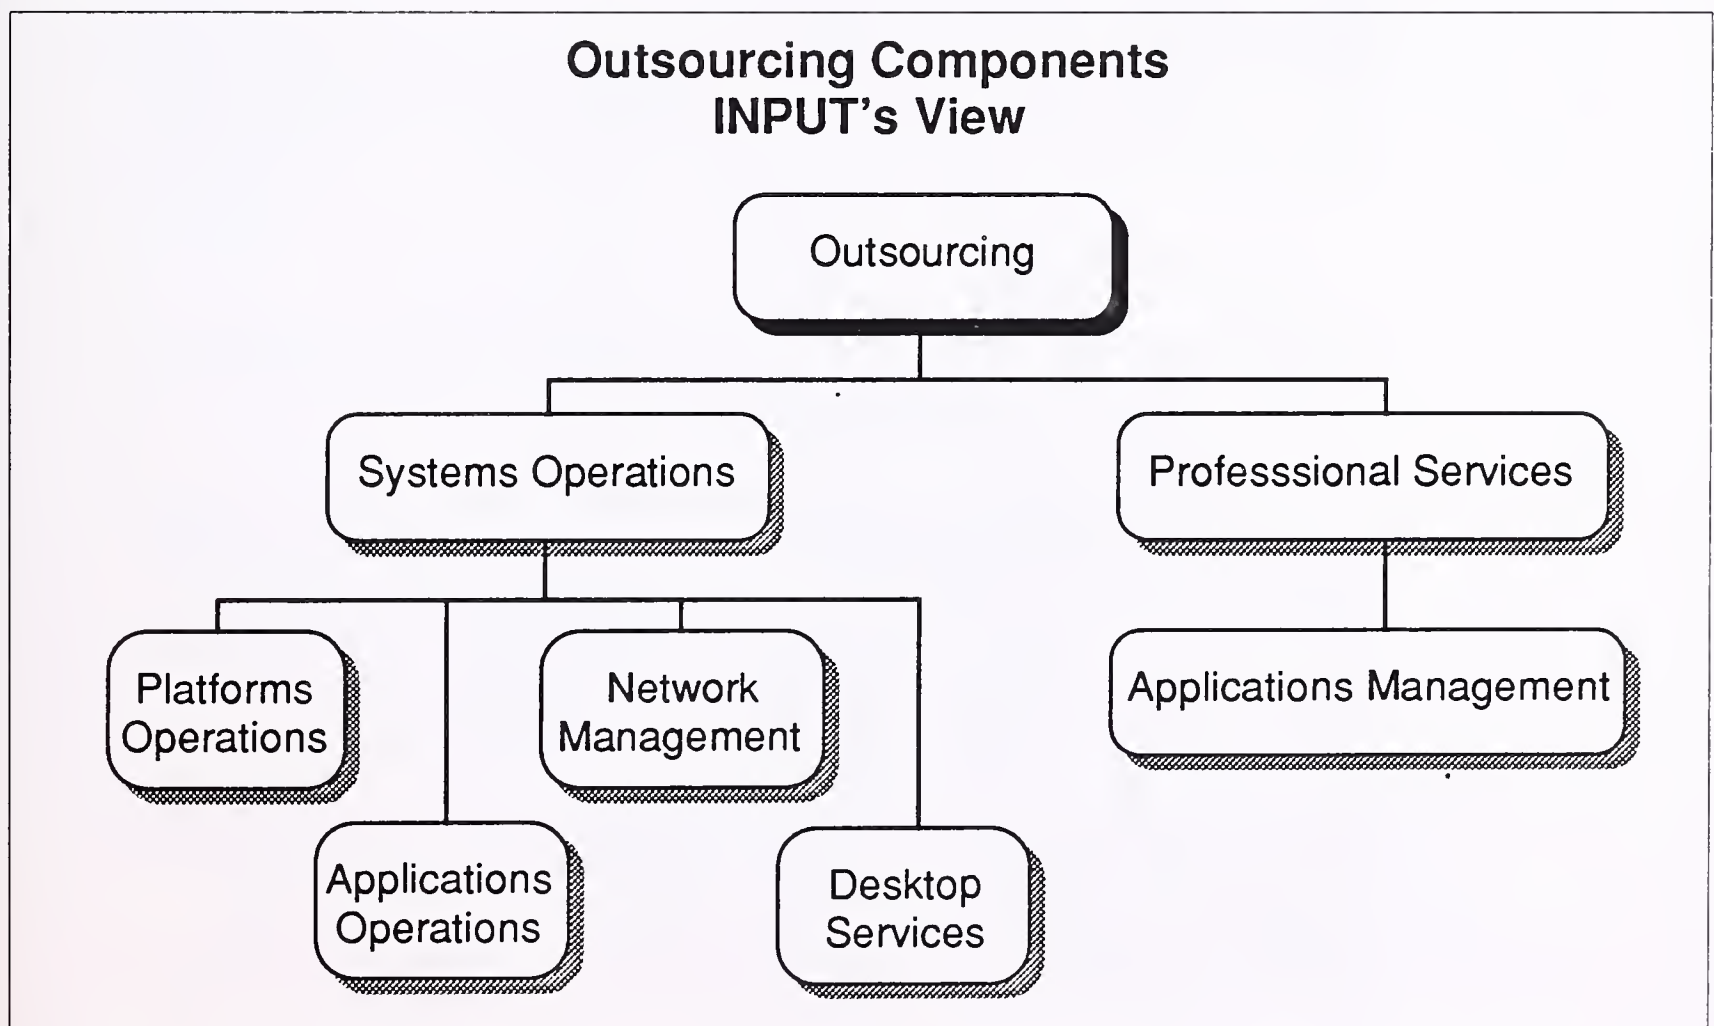 Outsourcing Components
INPUT's View
Outsourcing
Systems Operations
Professsional Services
Platforms
Operations
Network
Management
Applications Management
Applications
Operations
Desktop
Services